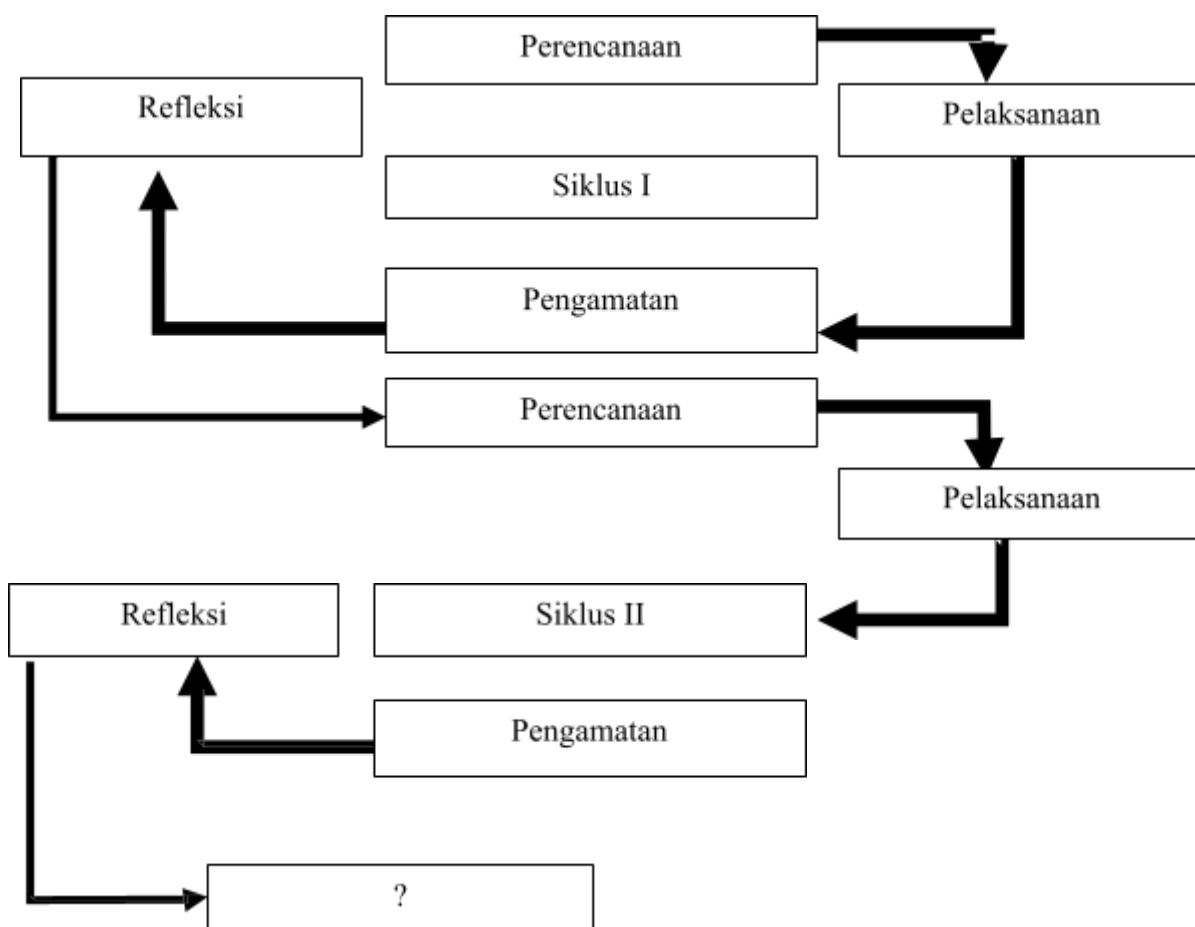 Perencanaan
Refleksi
Pelaksanaan
Siklus I
Pengamatan
Perencanaan
Pelaksanaan
Refleksi
Siklus II
Pengamatan
?